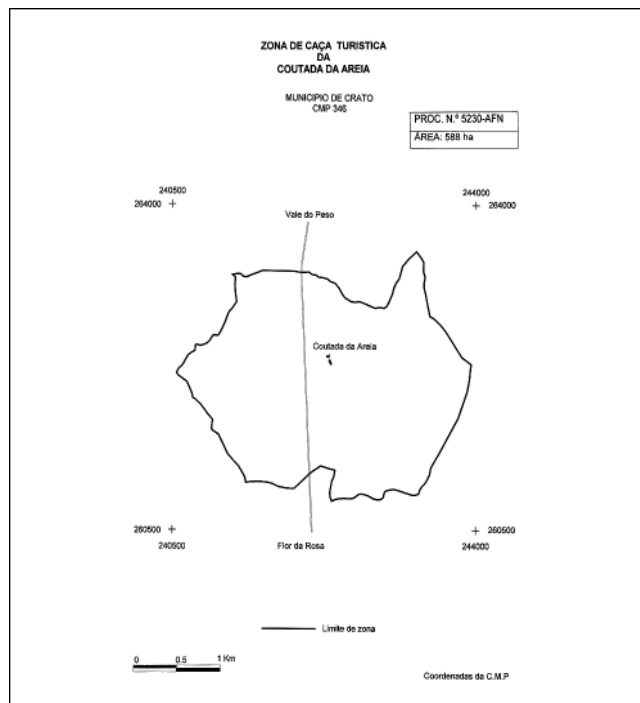 ZONA DE CAÇA TURISTICA
DA
COUTADA DA AREIA
MUNICIPIO DE CRATO
CMP 346
PROC. N.º 5230-AFN
ÁREA: 588 ha
240500
264000
244000
264000
Vale do Peso
Coutada da Areia
260500
240500
260500
244000
Flor da Rosa
Limite de zona
0 0.5 1 Km
Coordenadas da C.M.P